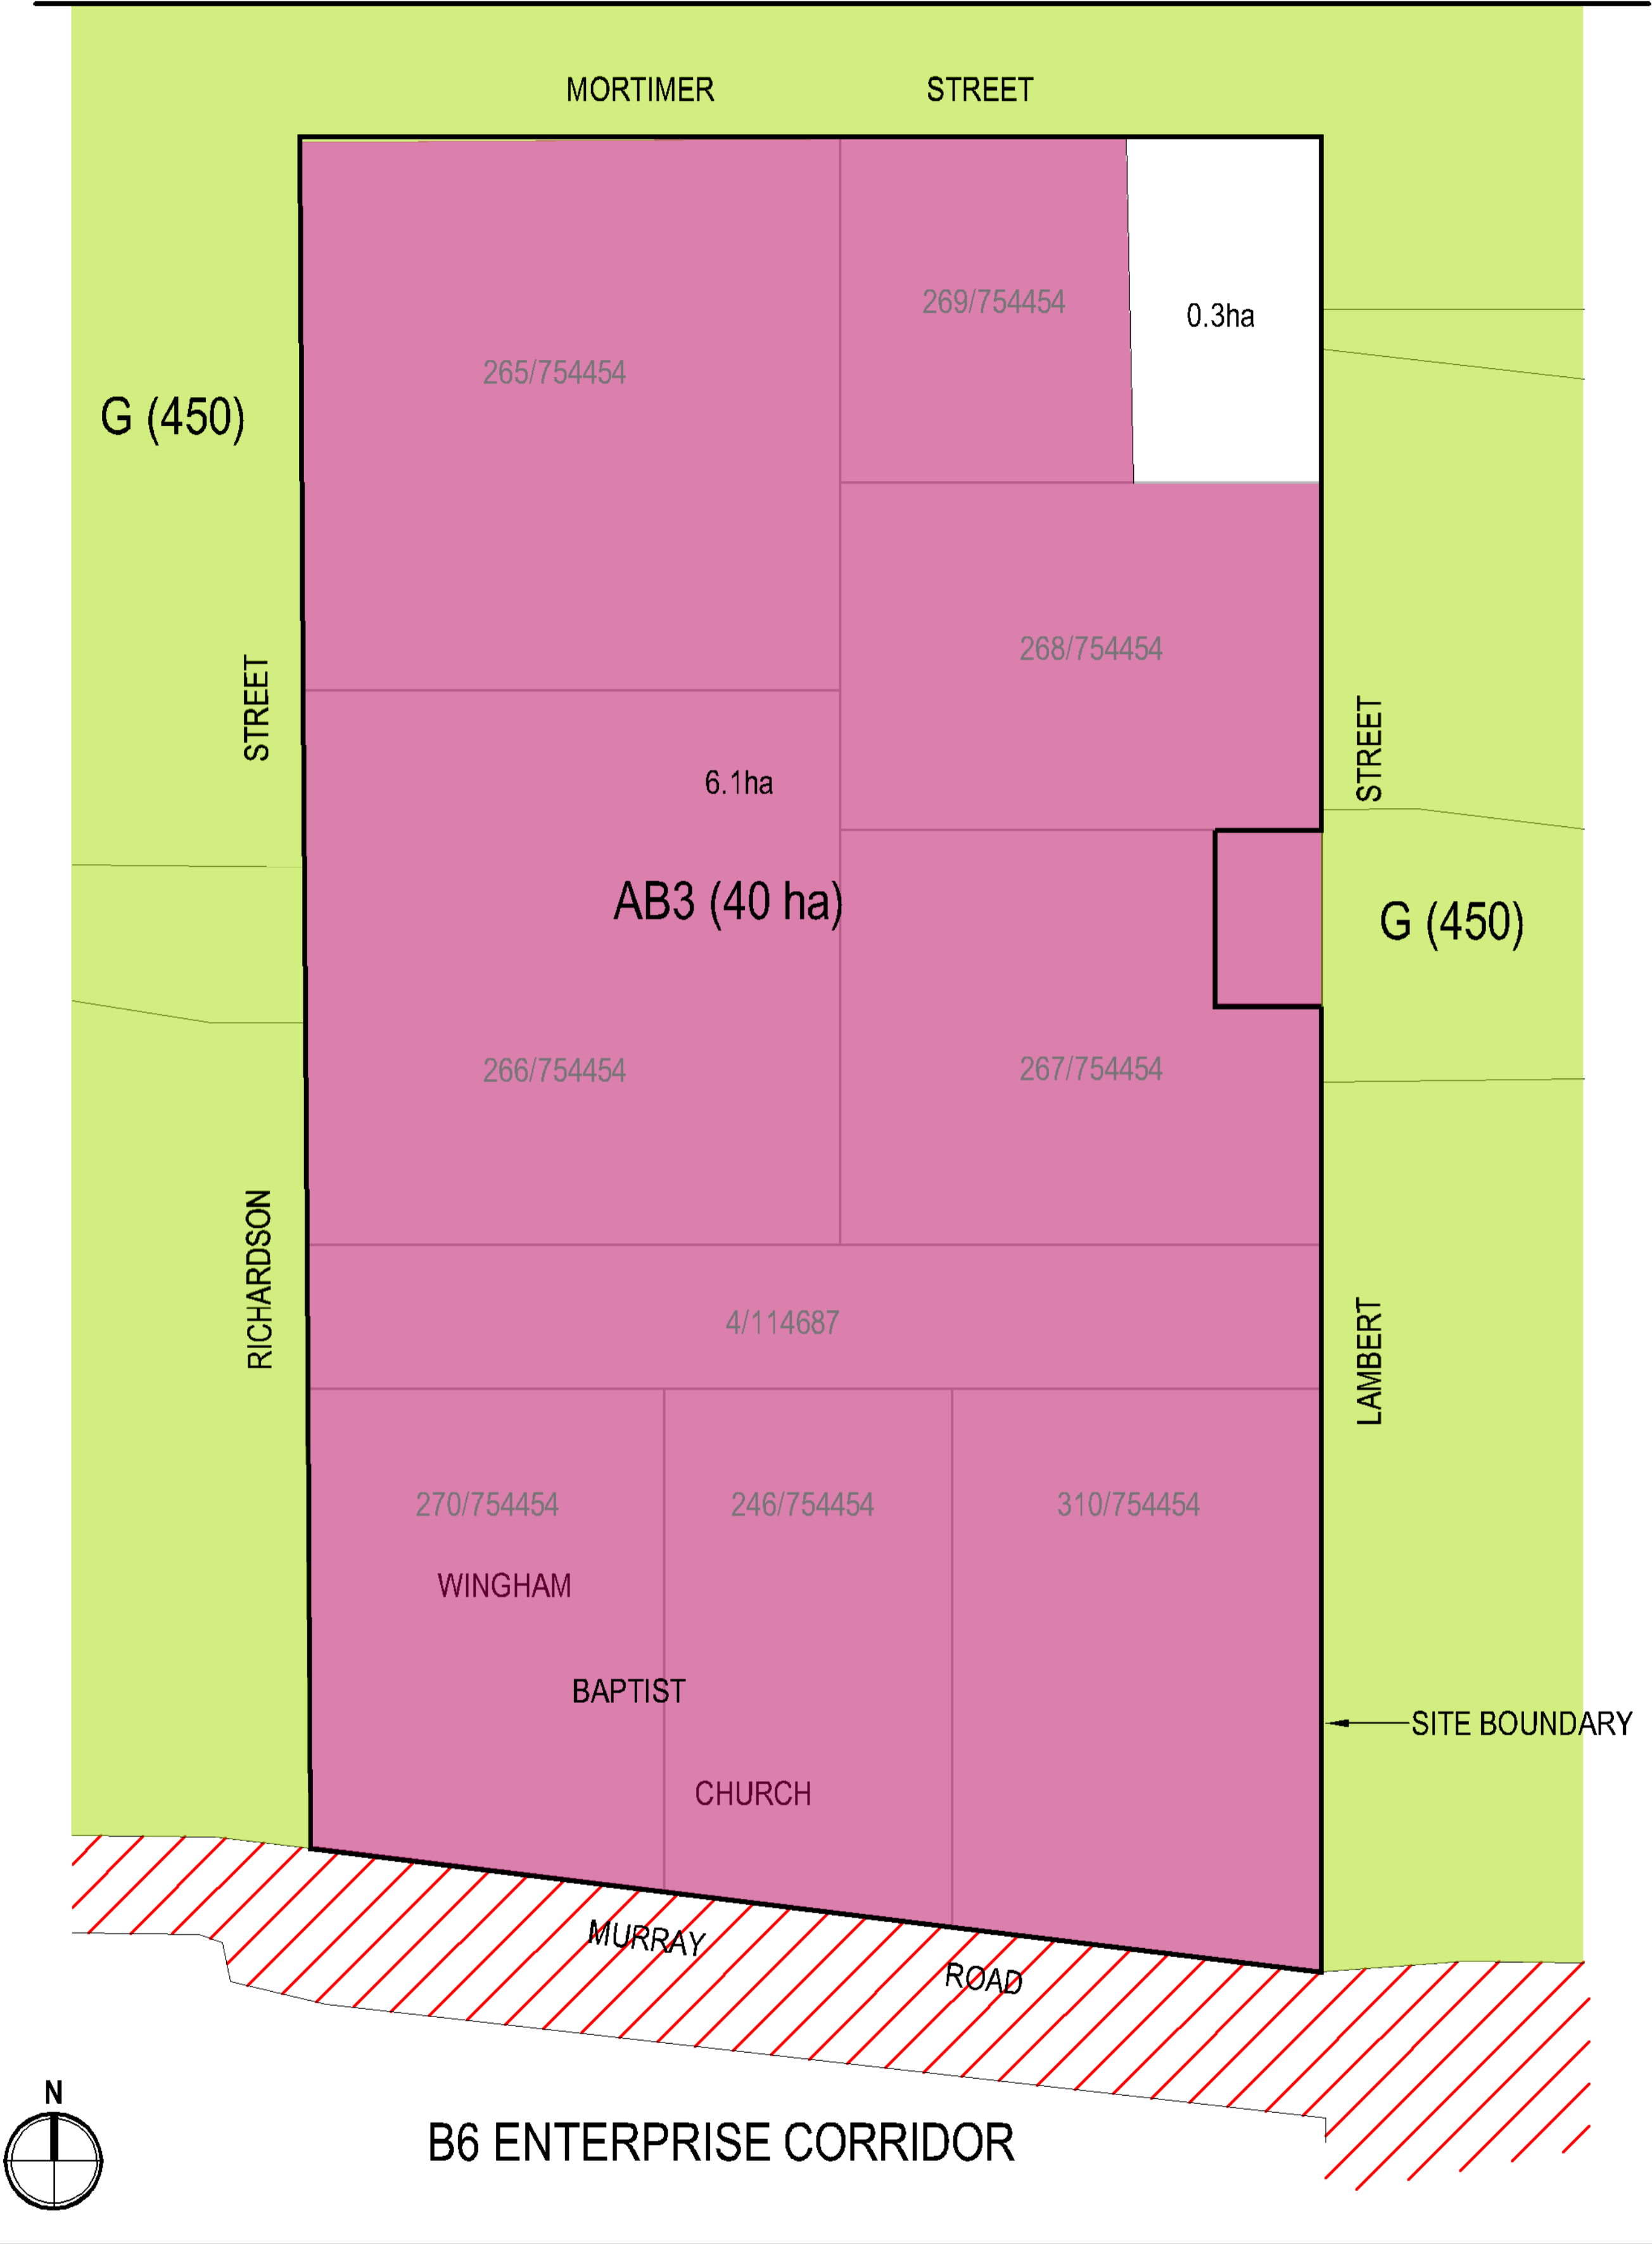 MORTIMER STREET
269/754454
0.3ha
265/754454
G (450)
268/754454
STREET
STREET
6.1ha
AB3 (40 ha)
G (450)
266/754454
267/754454
RICHARDSON
4/114687
LAMBERT
270/754454
246/754454
310/754454
WINGHAM
BAPTIST
SITE BOUNDARY
CHURCH
MURRAY
ROAD
N
B6 ENTERPRISE CORRIDOR